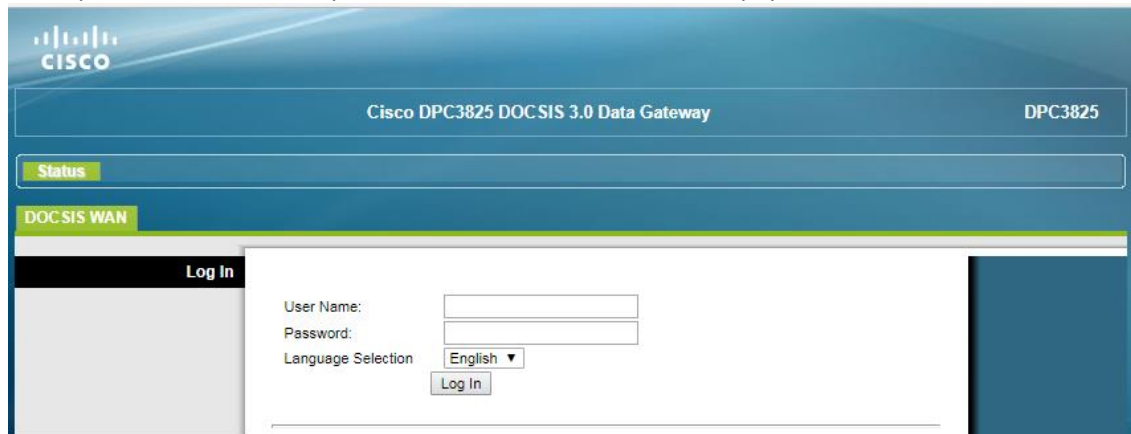 CISCO
Cisco DPC3825 DOCSIS 3.0 Data Gateway DPC3825
Status
DOCSIS WAN
Log In
User Name:
Password:
Language Selection English ▼
Log In